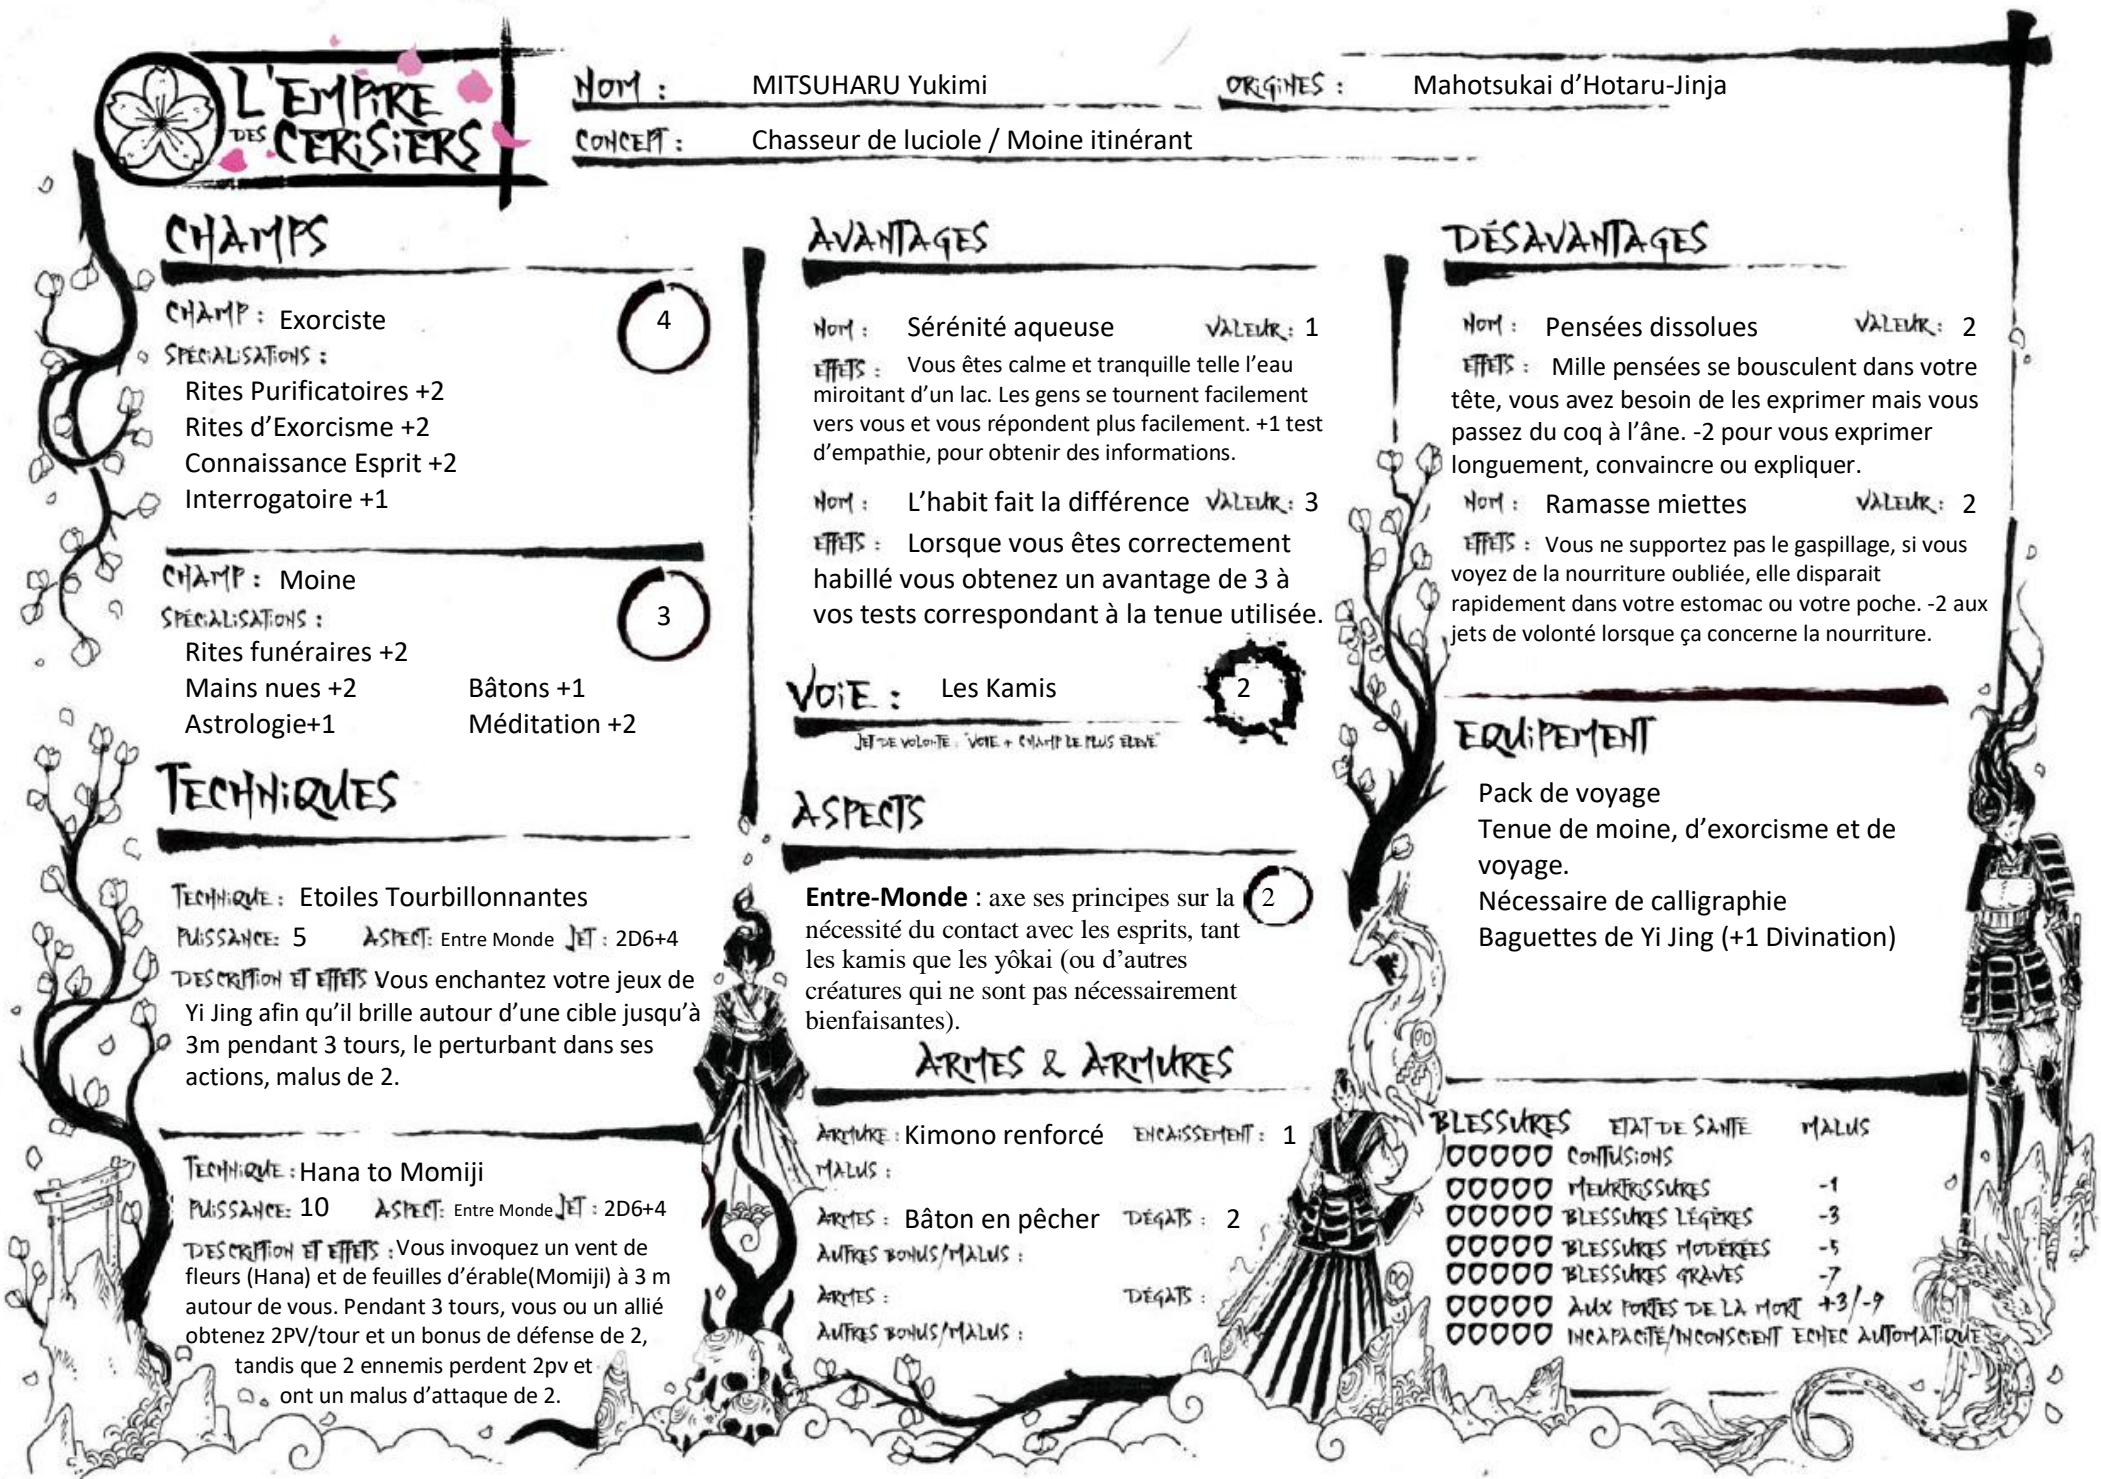 L'EMPIRE
DES
CERISIERS
NOM : MITSUHARU Yukimi
ORIGINES : Mahotsukai d'Hotaru-Jinja
CONCEPT : Chasseur de luciole / Moine itinérant
CHAMPS
CHAMP : Exorciste 4
SPÉCIALISATIONS :
Rites Purificatoires +2
Rites d'Exorcisme +2
Connaissance Esprit +2
Interrogatoire +1
CHAMP : Moine 3
SPÉCIALISATIONS :
Rites funéraires +2
Mains nues +2 Bâtons +1
Astrologie+1 Méditation +2
TECHNIQUES
TECHNIQUE : Etoiles Tourbillonnantes
PUISSANCE: 5 ASPECT: Entre Monde JET : 2D6+4
DESCRIPTION ET EFFETS Vous enchantez votre jeux de
Yi Jing afin qu'il brille autour d'une cible jusqu'à
3m pendant 3 tours, le perturbant dans ses
actions, malus de 2.
TECHNIQUE : Hana to Momiji
PUISSANCE: 10 ASPECT: Entre Monde JET : 2D6+4
DESCRIPTION ET EFFETS : Vous invoquez un vent de
fleurs (Hana) et de feuilles d'érable(Momiji) à 3 m
autour de vous. Pendant 3 tours, vous ou un allié
obtenez 2PV/tour et un bonus de défense de 2,
tandis que 2 ennemis perdent 2pv et
ont un malus d'attaque de 2.
AVANTAGES
NOM : Sérénité aqueuse VALEUR : 1
EFFETS : Vous êtes calme et tranquille telle l'eau
miroitant d'un lac. Les gens se tournent facilement
vers vous et vous répondent plus facilement. +1 test
d'empathie, pour obtenir des informations.
NOM : L'habit fait la différence VALEUR : 3
EFFETS : Lorsque vous êtes correctement
habillé vous obtenez un avantage de 3 à
vos tests correspondant à la tenue utilisée.
VOIE : Les Kamis 2
JET DE VOLONTE : "VOIE + CHAMP LE PLUS ELEVE"
ASPECTS
Entre-Monde : axe ses principes sur la 2
nécessité du contact avec les esprits, tant
les kamis que les yôkai (ou d'autres
créatures qui ne sont pas nécessairement
bienfaisantes).
ARMES & ARMURES
ARMURE : Kimono renforcé ENCAISSEMENT : 1
MALUS :
ARMES : Bâton en pêcher DÉGATS : 2
AUTRES BONUS/MALUS :
ARMES : DÉGATS :
AUTRES BONUS/MALUS :
DÉSAVANTAGES
NOM : Pensées dissolues VALEUR : 2
EFFETS : Mille pensées se bousculent dans votre
tête, vous avez besoin de les exprimer mais vous
passez du coq à l'âne. -2 pour vous exprimer
longuement, convaincre ou expliquer.
NOM : Ramasse miettes VALEUR : 2
EFFETS : Vous ne supportez pas le gaspillage, si vous
voyez de la nourriture oubliée, elle disparait
rapidement dans votre estomac ou votre poche. -2 aux
jets de volonté lorsque ça concerne la nourriture.
EQUIPEMENT
Pack de voyage
Tenue de moine, d'exorcisme et de
voyage.
Nécessaire de calligraphie
Baguettes de Yi Jing (+1 Divination)
BLESSURES ETAT DE SANTE MALUS
CONTUSIONS
MEURTRISSURES -1
BLESSURES LÉGÈRES -3
BLESSURES MODÉRÉES -5
BLESSURES GRAVES -7
AUX PORTES DE LA MORT +3/-9
INCAPACITÉ/INCONSCIENT ECHEC AUTOMATIQUE